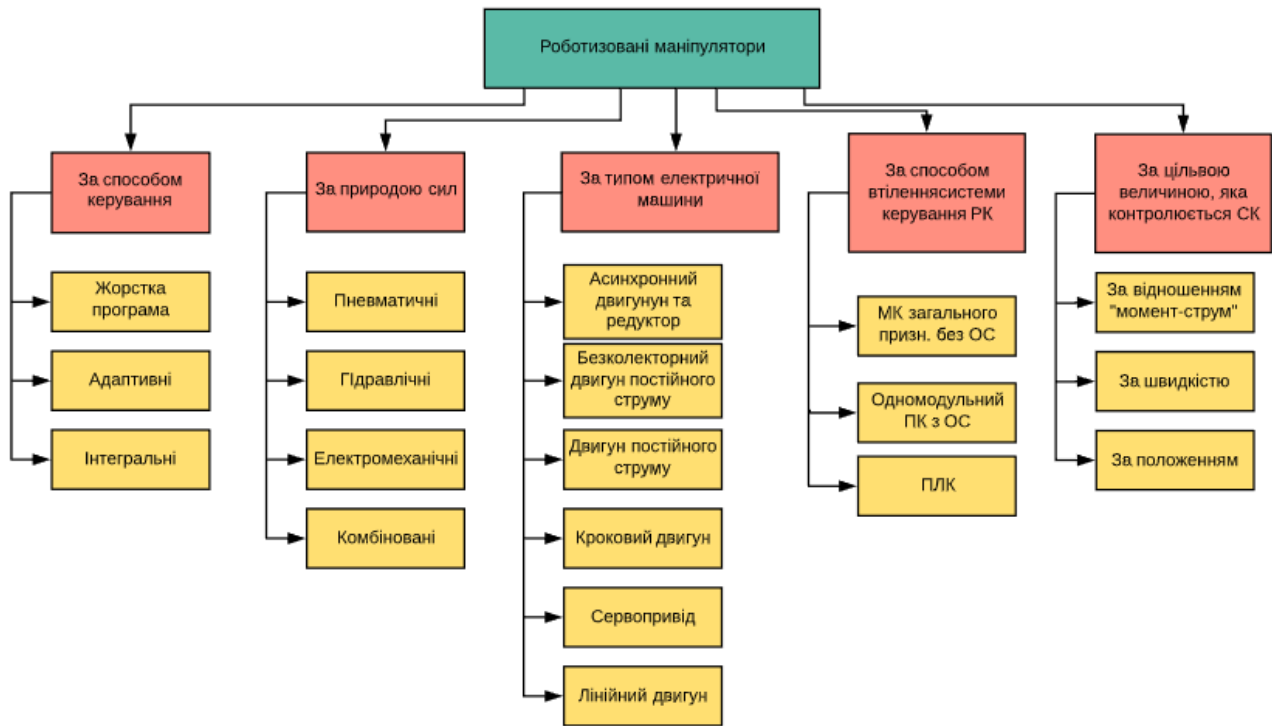 Роботизовані маніпулятори
За способом
керування
Жорстка
програма
Адаптивні
Інтегральні
За природою сил
Пневматичні
Гідравлічні
Електромеханічні
Комбіновані
За типом електричної
машини
Асинхронний
двигунун та
редуктор
Безколекторний
двигун постійного
струму
Двигун постійного
струму
Кроковий двигун
Сервопривід
Лінійний двигун
За способом
втіленнясистеми
керування РК
МК загального
призн. без ОС
Одномодульний
ПК з ОС
ПЛК
За цільвою
величиною, яка
контролюється СК
За відношенням
"момент-струм"
За швидкістю
За положенням